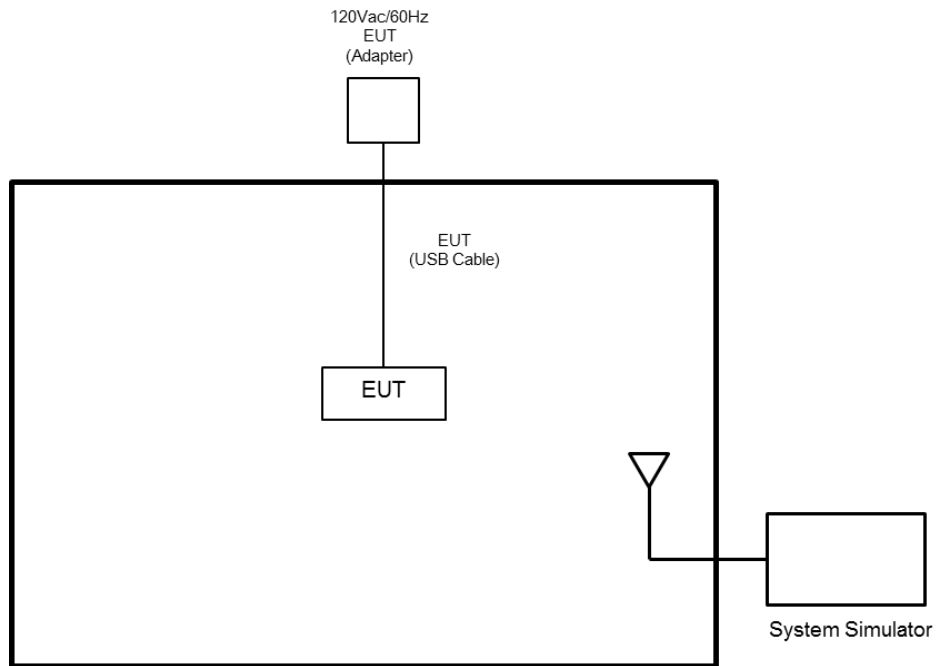 120Vac/60Hz
EUT
(Adapter)
EUT
(USB Cable)
EUT
System Simulator